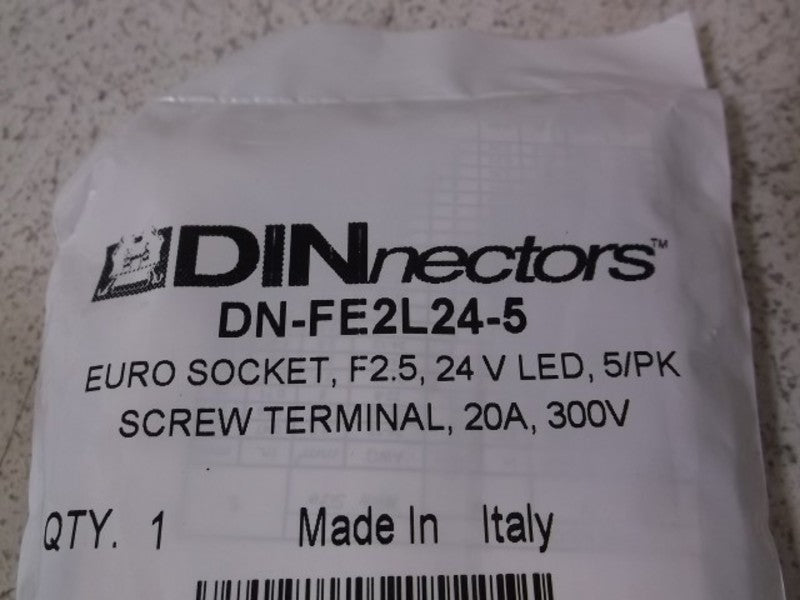 DINnectors™
DN-FE2L24-5
EURO SOCKET, F2.5, 24 V LED, 5/PK
SCREW TERMINAL, 20A, 300V
QTY. 1 Made In Italy